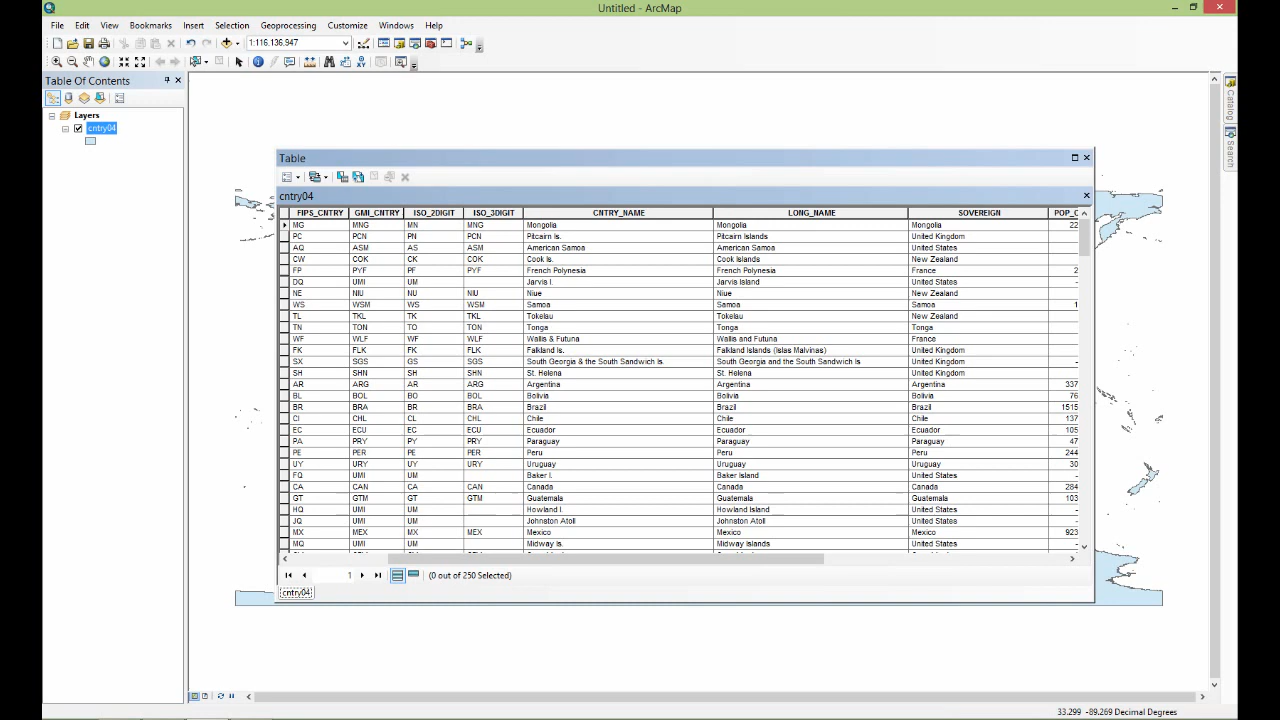 Untitled - ArcMap
File Edit View Bookmarks Insert Selection Geoprocessing Customize Windows Help
1:116.136.947
Table Of Contents
Layers
cntry04
Catalog
Search
Table
cntry04
FIPS_CNTRY GMI_CNTRY ISO_2DIGIT ISO_3DIGIT CNTRY_NAME LONG_NAME SOVEREIGN
MG MNG MN MNG Mongolia Mongolia Mongolia 22
PC PCN PN PCN Pitcairn Is. Pitcairn Islands United Kingdom
AQ ASM AS ASM American Samoa American Samoa United States
CW COK CK COK Cook Is. Cook Islands New Zealand
FP PYF PF PYF French Polynesia French Polynesia France 2
DQ UMI UM Jarvis I. Jarvis Island United States -
NE NIU NU NIU Niue Niue New Zealand
WS WSM WS WSM Samoa Samoa Samoa 1
TL TKL TK TKL Tokelau Tokelau New Zealand
TN TON TO TON Tonga Tonga Tonga
WF WLF WF WLF Wallis & Futuna Wallis and Futuna France
FK FLK FK FLK Falkland Is. Falkland Islands (Islas Malvinas) United Kingdom
SX SGS GS SGS South Georgia & the South Sandwich Is. South Georgia and the South Sandwich Is United Kingdom -
SH SHN SH SHN St. Helena St. Helena United Kingdom
AR ARG AR ARG Argentina Argentina Argentina 337
BL BOL BO BOL Bolivia Bolivia Bolivia 76
BR BRA BR BRA Brazil Brazil Brazil 1515
CI CHL CL CHL Chile Chile Chile 137
EC ECU EC ECU Ecuador Ecuador Ecuador 105
PA PRY PY PRY Paraguay Paraguay Paraguay 47
PE PER PE PER Peru Peru Peru 244
UY URY UY URY Uruguay Uruguay Uruguay 30
FQ UMI UM Baker I. Baker Island United States -
CA CAN CA CAN Canada Canada Canada 284
GT GTM GT GTM Guatemala Guatemala Guatemala 103
HQ UMI UM Howland I. Howland Island United States -
JQ UMI UM Johnston Atoll Johnston Atoll United States -
MX MEX MX MEX Mexico Mexico Mexico 923
MQ UMI UM Midway Is. Midway Islands United States -
1 (0 out of 250 Selected)
cntry04
33.299 -89.269 Decimal Degrees